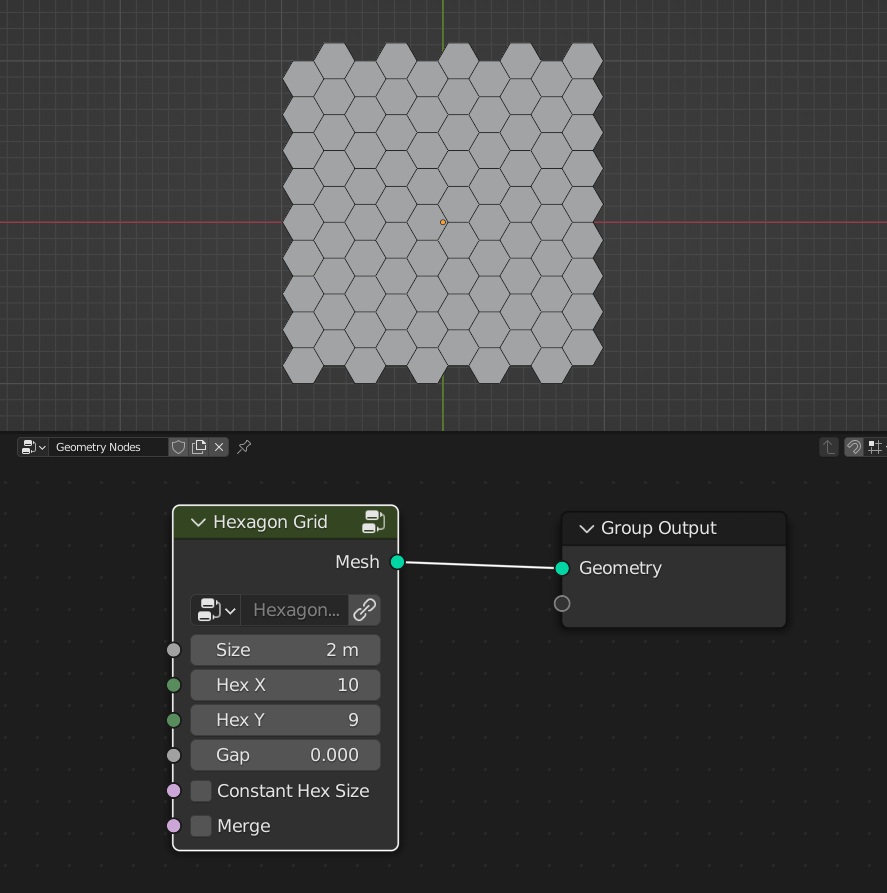 Geometry Nodes
Hexagon Grid
Mesh
Hexagon...
Size 2 m
Hex X 10
Hex Y 9
Gap 0.000
Constant Hex Size
Merge
Group Output
Geometry